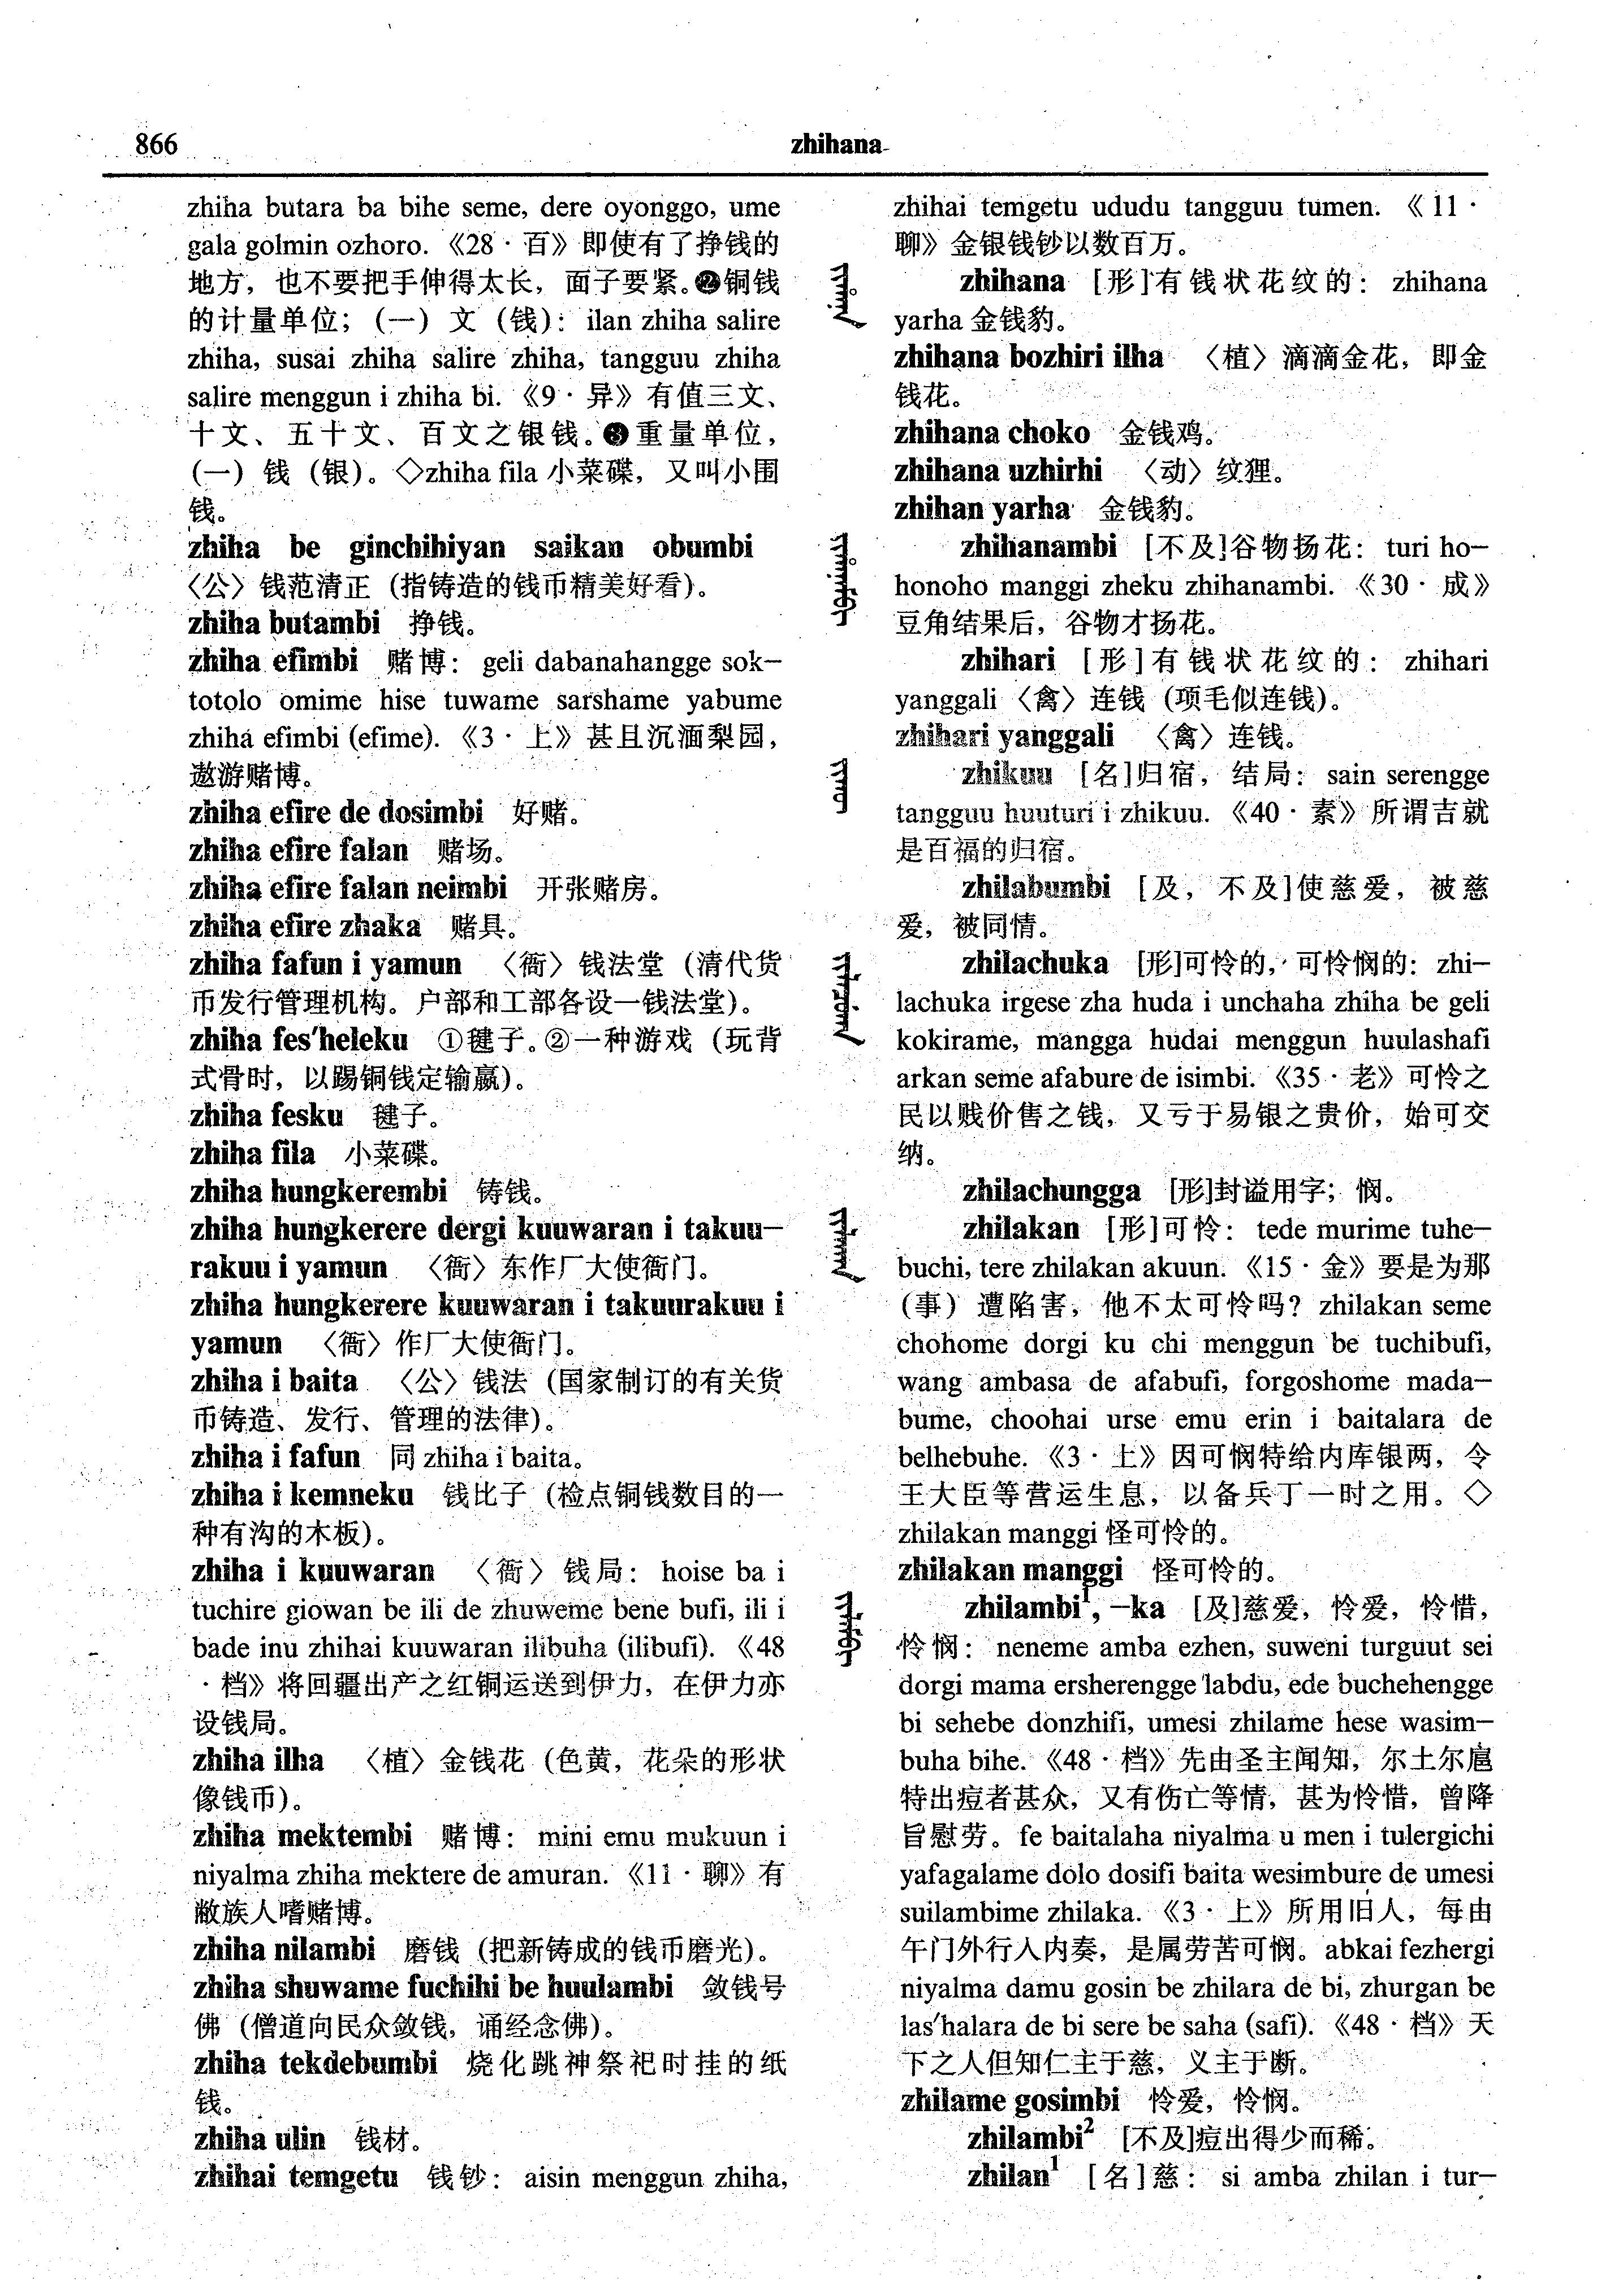 866
zhihana
zhiha butara ba bihe seme, dere oyonggo, ume
gala golmin ozhoro. 《28·百》即使有了挣钱的
地方，也不要把手伸得太长，面子要紧。❷铜钱
的计量单位；（一）文（钱）：ilan zhiha salire
zhiha, susai zhiha salire zhiha, tangguu zhiha
salire menggun i zhiha bi. 《9·异》有值三文、
十文、五十文、百文之银钱。❸重量单位，
（一）钱（银）。◇zhiha fila 小菜碟，又叫小围
钱。
zhiha be ginchihiyan saikan obumbi
〈公〉钱范清正（指铸造的钱币精美好看）。
zhiha butambi 挣钱。
zhiha efimbi 赌博：geli dabanahangge sok-
totolo omime hise tuwame sarshame yabume
zhiha efimbi (efime). 《3·上》甚且沉湎梨园，
遨游赌博。
zhiha efire de dosimbi 好赌。
zhiha efire falan 赌场。
zhiha efire falan neimbi 开张赌房。
zhiha efire zhaka 赌具。
zhiha fafun i yamun 〈衙〉钱法堂（清代货
币发行管理机构。户部和工部各设一钱法堂）。
zhiha fes'heleku ①毽子。②一种游戏（玩背
式骨时，以踢铜钱定输赢）。
zhiha fesku 毽子。
zhiha fila 小菜碟。
zhiha hungkerembi 铸钱。
zhiha hungkerere dergi kuuwaran i takuu-
rakuu i yamun 〈衙〉东作厂大使衙门。
zhiha hungkerere kuuwaran i takuurakuu i
yamun 〈衙〉作厂大使衙门。
zhiha i baita 〈公〉钱法（国家制订的有关货
币铸造、发行、管理的法律）。
zhiha i fafun 同 zhiha i baita。
zhiha i kemneku 钱比子（检点铜钱数目的一
种有沟的木板）。
zhiha i kuuwaran 〈衙〉钱局：hoise ba i
tuchire giowan be ili de zhuweme bene bufi, ili i
bade inu zhihai kuuwaran ilibuha (ilibufi). 《48
·档》将回疆出产之红铜运送到伊力，在伊力亦
设钱局。
zhiha ilha 〈植〉金钱花（色黄，花朵的形状
像钱币）。
zhiha mektembi 赌博：mini emu mukuun i
niyalma zhiha mektere de amuran. 《11·聊》有
敝族人嗜赌博。
zhiha nilambi 磨钱（把新铸成的钱币磨光）。
zhiha shuwame fuchihi be huulambi 敛钱号
佛（僧道向民众敛钱，诵经念佛）。
zhiha tekdebumbi 烧化跳神祭祀时挂的纸
钱。
zhiha ulin 钱材。
zhihai temgetu 钱钞：aisin menggun zhiha,
zhihai temgetu ududu tangguu tumen. 《11·
聊》金银钱钞以数百万。
zhihana [形]有钱状花纹的：zhihana
yarha 金钱豹。
zhihana bozhiri ilha 〈植〉滴滴金花，即金
钱花。
zhihana choko 金钱鸡。
zhihana uzhirhi 〈动〉纹狸。
zhihan yarha 金钱豹。
zhihanambi [不及]谷物扬花：turi ho-
honoho manggi zheku zhihanambi. 《30·成》
豆角结果后，谷物才扬花。
zhihari [形]有钱状花纹的：zhihari
yanggali 〈禽〉连钱（项毛似连钱）。
zhihari yanggali 〈禽〉连钱。
zhikuu [名]归宿，结局：sain serengge
tangguu huuturi i zhikuu. 《40·素》所谓吉就
是百福的归宿。
zhilabumbi [及，不及]使慈爱，被慈
爱，被同情。
zhilachuka [形]可怜的，可怜悯的：zhi-
lachuka irgese zha huda i unchaha zhiha be geli
kokirame, mangga hudai menggun huulashafi
arkan seme afabure de isimbi. 《35·老》可怜之
民以贱价售之钱，又亏于易银之贵价，始可交
纳。
zhilachungga [形]封谥用字；悯。
zhilakan [形]可怜：tede murime tuhe-
buchi, tere zhilakan akuun. 《15·金》要是为那
（事）遭陷害，他不太可怜吗？zhilakan seme
chohome dorgi ku chi menggun be tuchibufi,
wang ambasa de afabufi, forgoshome mada-
bume, choohai urse emu erin i baitalara de
belhebuhe. 《3·上》因可悯特给内库银两，令
王大臣等营运生息，以备兵丁一时之用。◇
zhilakan manggi 怪可怜的。
zhilakan manggi 怪可怜的。
zhilambi¹, -ka [及]慈爱，怜爱，怜惜，
怜悯：neneme amba ezhen, suweni turguut sei
dorgi mama ersherengge labdu, ede buchehengge
bi sehebe donzhifi, umesi zhilame hese wasim-
buha bihe. 《48·档》先由圣主闻知，尔土尔扈
特出痘者甚众，又有伤亡等情，甚为怜惜，曾降
旨慰劳。fe baitalaha niyalma u men i tulergichi
yafagalame dolo dosifi baita wesimbure de umesi
suilambime zhilaka. 《3·上》所用旧人，每由
午门外行人内奏，是属劳苦可悯。abkai fezhergi
niyalma damu gosin be zhilara de bi, zhurgan be
las'halara de bi sere be saha (safi). 《48·档》天
下之人但知仁主于慈，义主于断。
zhilame gosimbi 怜爱，怜悯。
zhilambi² [不及]痘出得少而稀。
zhilan¹ [名]慈：si amba zhilan i tur-